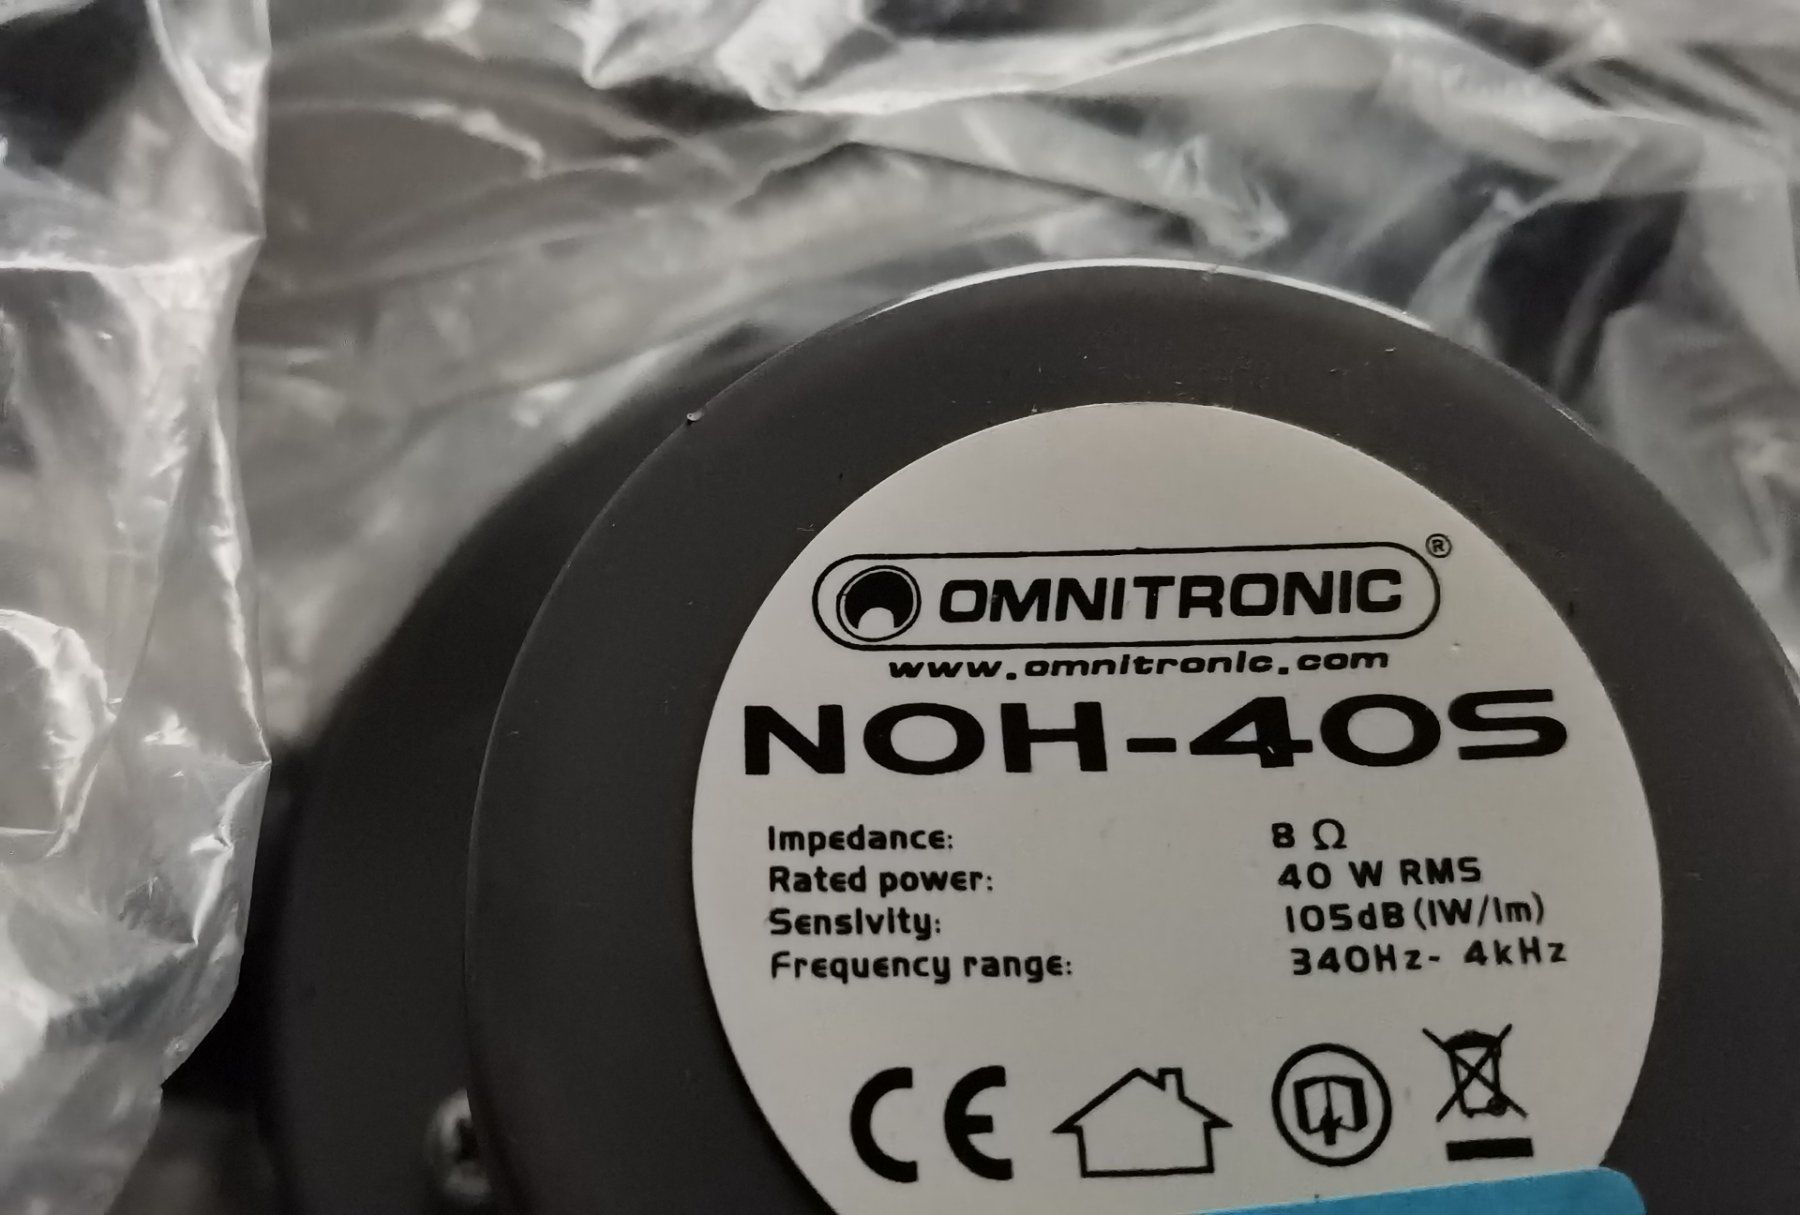 OMNITRONIC®
www.omnitronic.com
NOH-40S
Impedance: 8 Ω
Rated power: 40 W RMS
Sensivity: 105dB (1W/1m)
Frequency range: 340Hz- 4kHz
CE